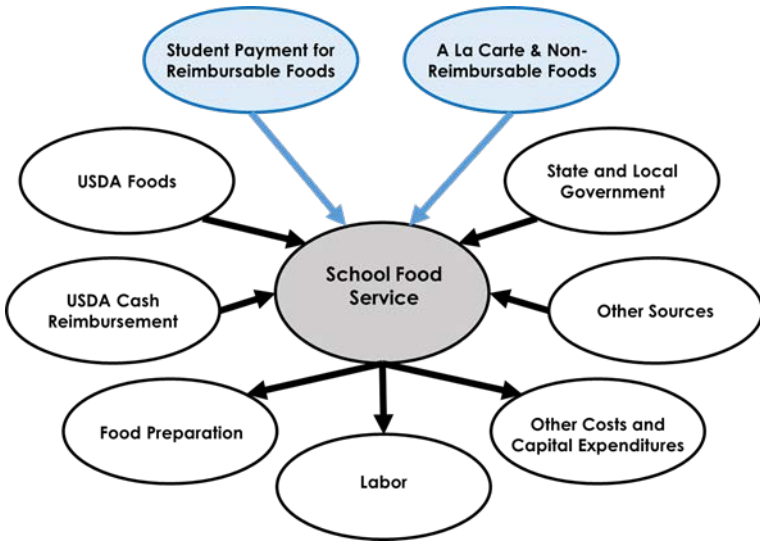 Student Payment for
Reimbursable Foods
A La Carte & Non-
Reimbursable Foods
USDA Foods
State and Local
Government
School Food
Service
USDA Cash
Reimbursement
Other Sources
Food Preparation
Other Costs and
Capital Expenditures
Labor